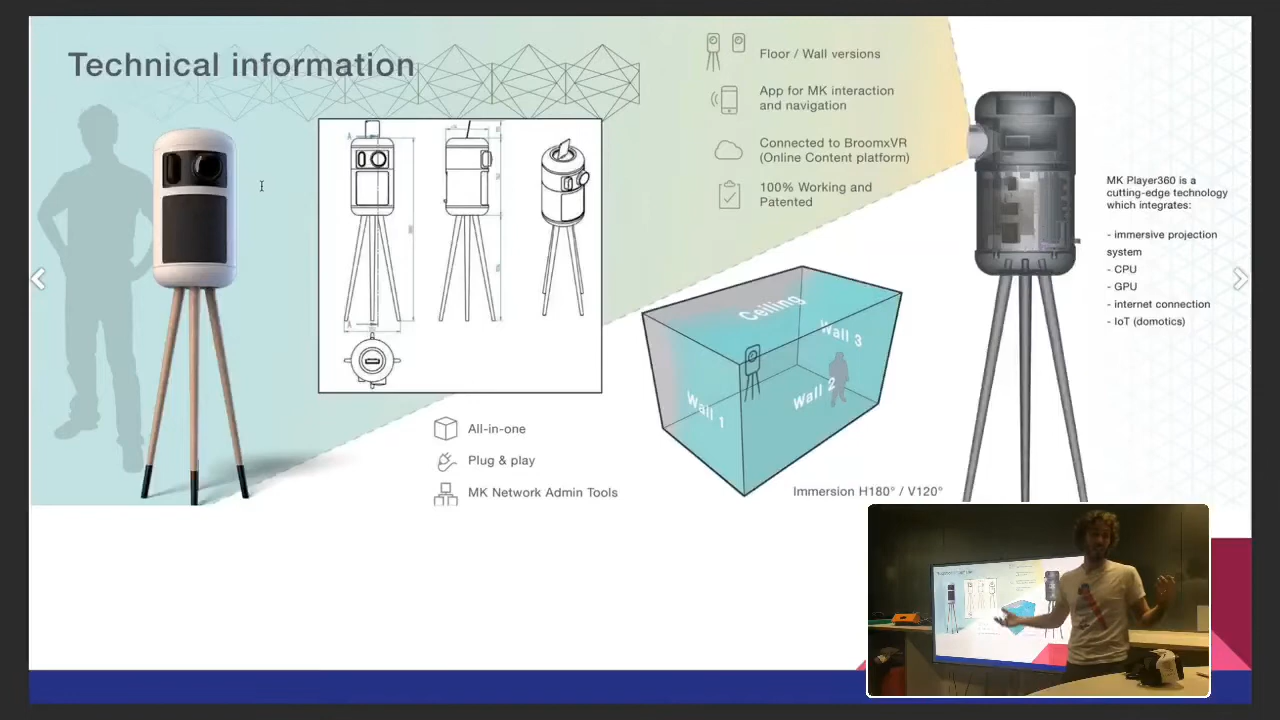 Technical information
Floor / Wall versions
App for MK interaction
and navigation
Connected to BroomxVR
(Online Content platform)
100% Working and
Patented
MK Player360 is a
cutting-edge technology
which integrates:
- immersive projection
system
- CPU
- GPU
- internet connection
- IoT (domotics)
Ceiling
Wall 3
Wall 1
Wall 2
All-in-one
Plug & play
MK Network Admin Tools
Immersion H180° / V120°